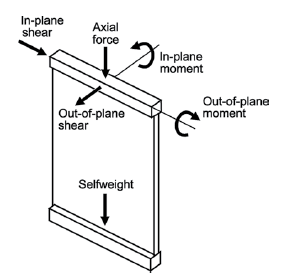 In-plane
shear
Axial
force
In-plane
moment
Out-of-plane
shear
Out-of-plane
moment
Selfweight